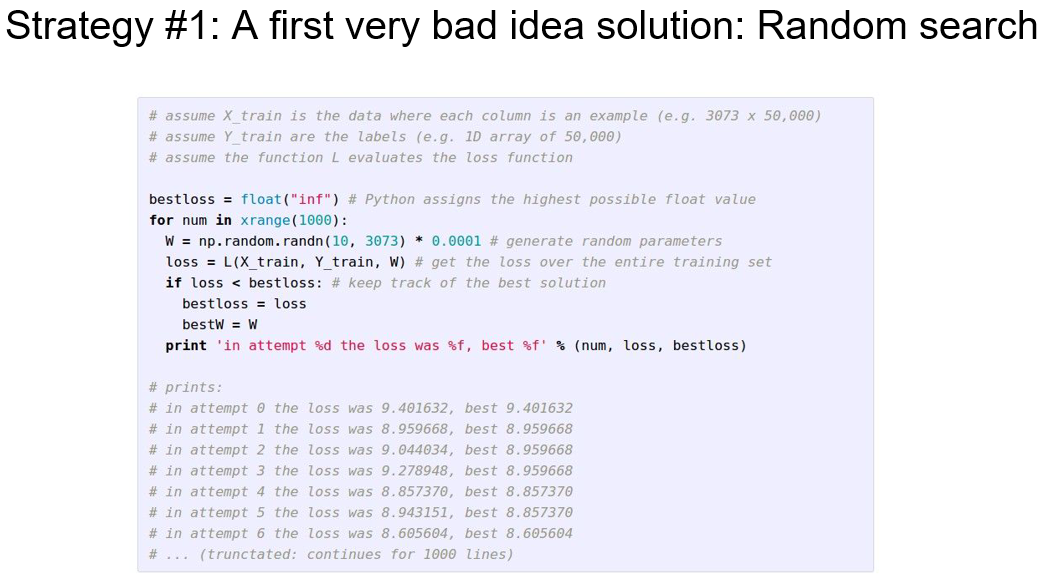 Strategy #1: A first very bad idea solution: Random search
# assume X_train is the data where each column is an example (e.g. 3073 x 50,000)
# assume Y_train are the labels (e.g. 1D array of 50,000)
# assume the function L evaluates the loss function
bestloss = float("inf") # Python assigns the highest possible float value
for num in xrange(1000):
  W = np.random.randn(10, 3073) * 0.0001 # generate random parameters
  loss = L(X_train, Y_train, W) # get the loss over the entire training set
  if loss < bestloss: # keep track of the best solution
    bestloss = loss
    bestW = W
  print 'in attempt %d the loss was %f, best %f' % (num, loss, bestloss)
# prints:
# in attempt 0 the loss was 9.401632, best 9.401632
# in attempt 1 the loss was 8.959668, best 8.959668
# in attempt 2 the loss was 9.044034, best 8.959668
# in attempt 3 the loss was 9.278948, best 8.959668
# in attempt 4 the loss was 8.857370, best 8.857370
# in attempt 5 the loss was 8.943151, best 8.857370
# in attempt 6 the loss was 8.605604, best 8.605604
# ... (trunctated: continues for 1000 lines)